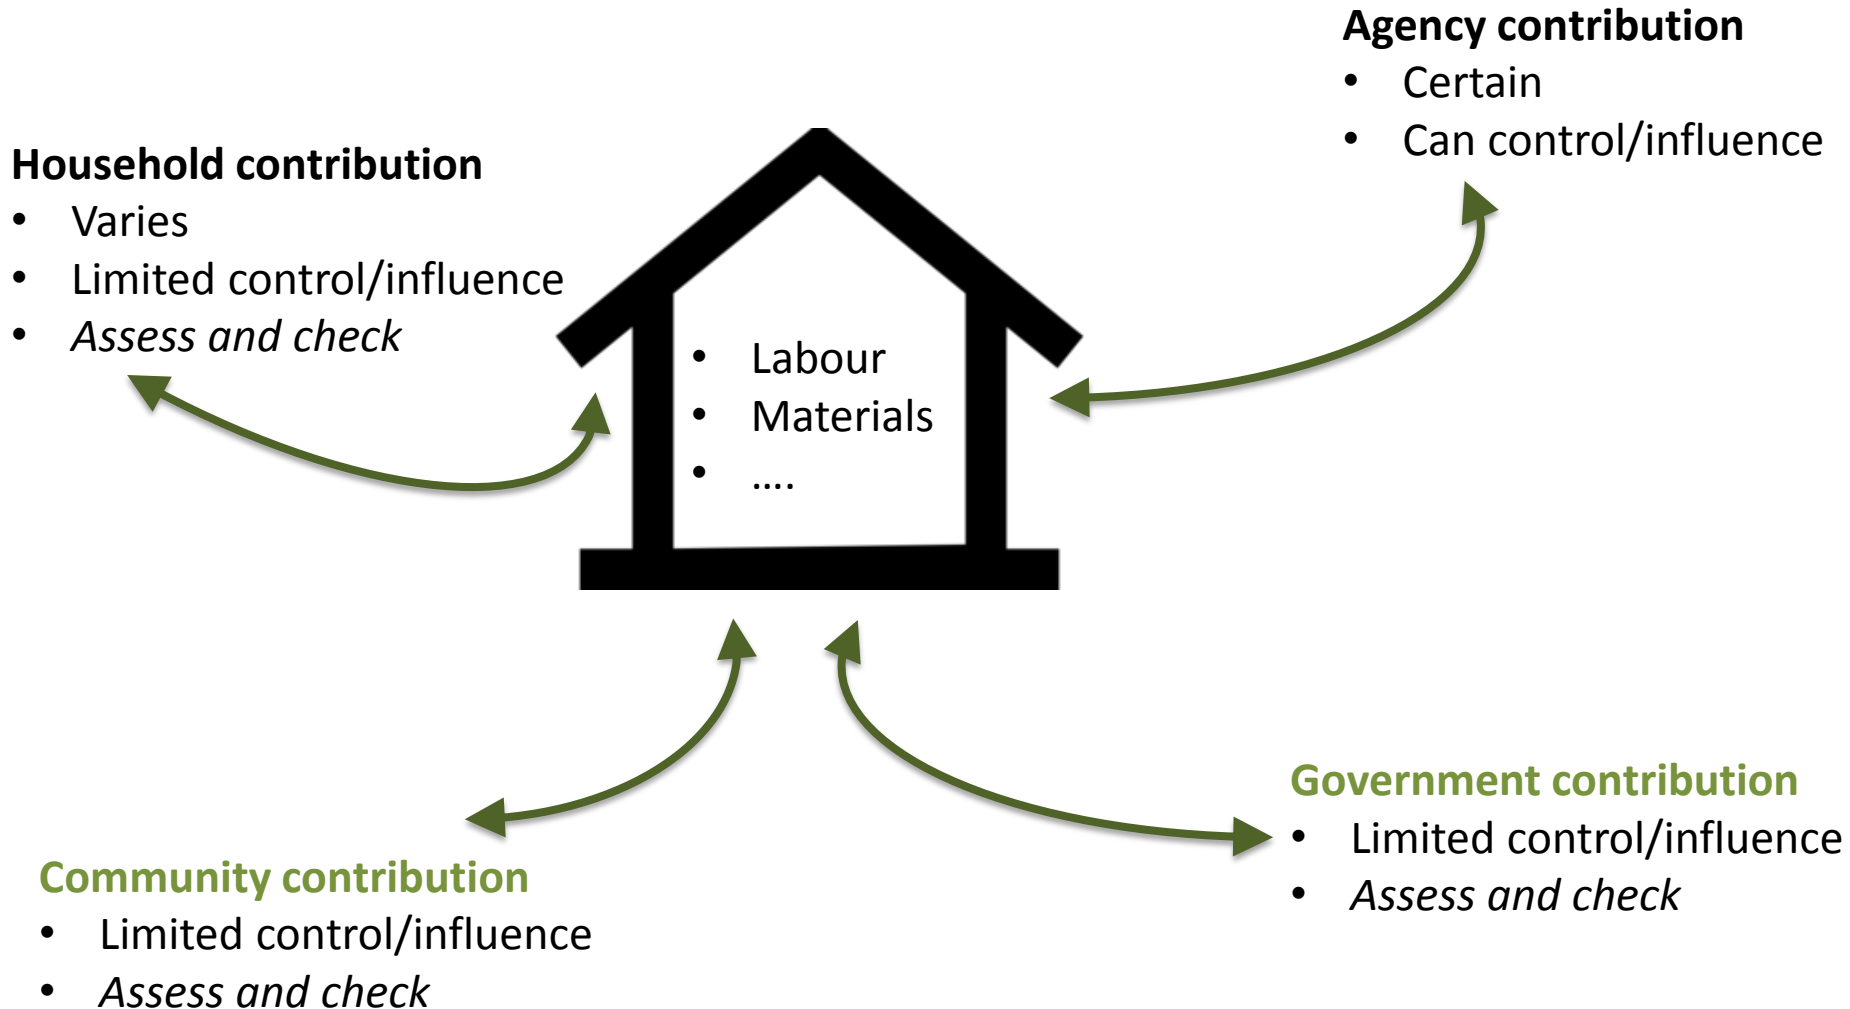 Agency contribution
• Certain
• Can control/influence
Household contribution
• Varies
• Limited control/influence
• Assess and check
• Labour
• Materials
• ....
Government contribution
• Limited control/influence
• Assess and check
Community contribution
• Limited control/influence
• Assess and check